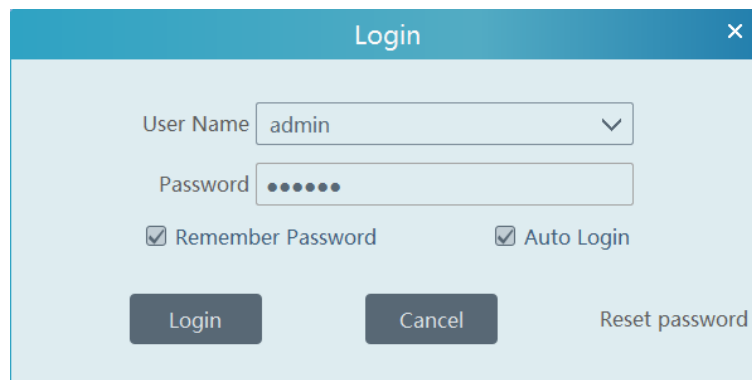 Login
User Name admin
Password ●●●●●●
Remember Password Auto Login
Login Cancel Reset password